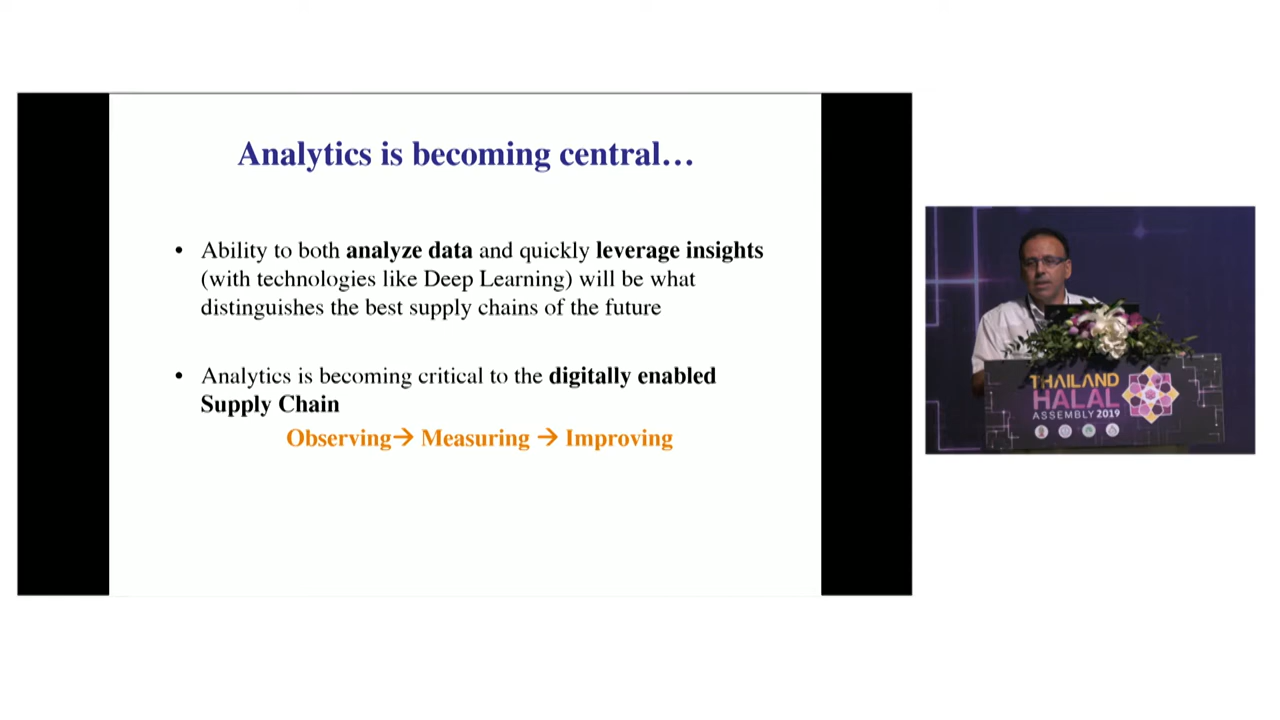 Analytics is becoming central…
• Ability to both analyze data and quickly leverage insights
(with technologies like Deep Learning) will be what
distinguishes the best supply chains of the future
• Analytics is becoming critical to the digitally enabled
Supply Chain
Observing→ Measuring → Improving
THAILAND
HALAL
ASSEMBLY 2019